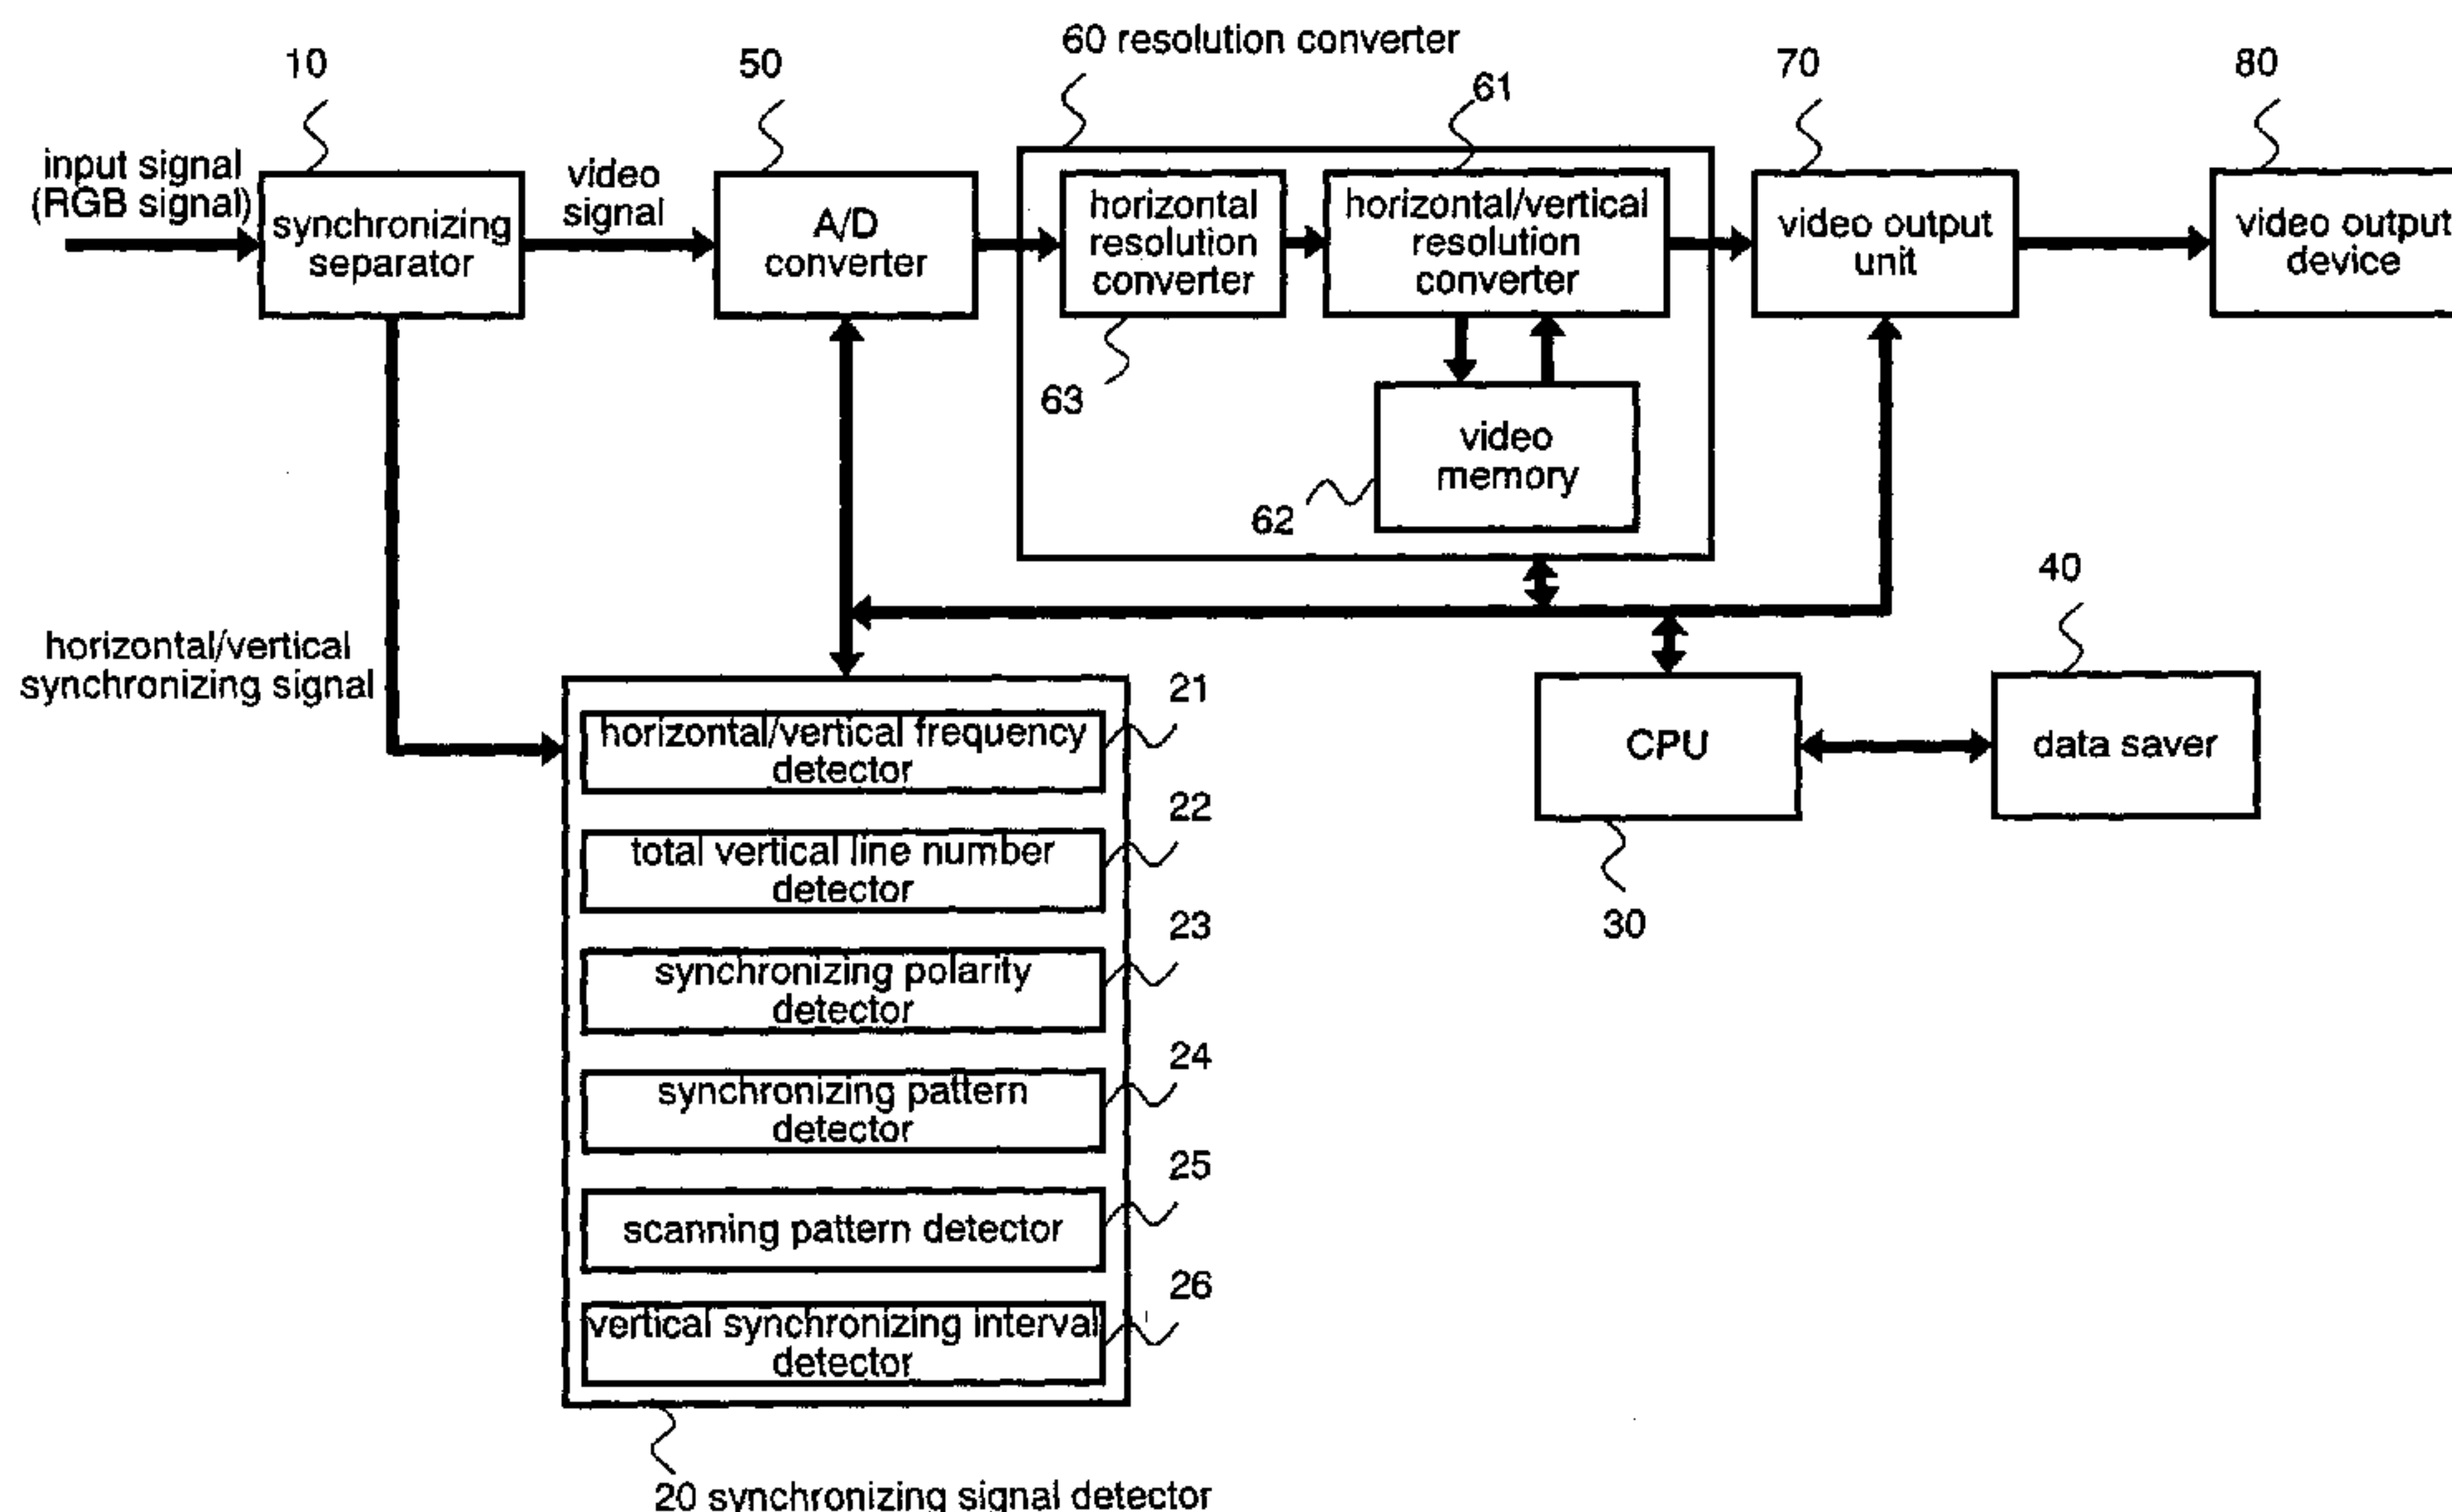 60 resolution converter
10
50
61
70
80
input signal
(RGB signal)
video
signal
synchronizing
separator
A/D
converter
horizontal
resolution
converter
horizontal/vertical
resolution
converter
video output
unit
video output
device
63
video
memory
62
40
horizontal/vertical
synchronizing signal
21
horizontal/vertical frequency
detector
CPU
data saver
22
total vertical line number
detector
30
23
synchronizing polarity
detector
24
synchronizing pattern
detector
25
scanning pattern detector
26
vertical synchronizing interval
detector
20 synchronizing signal detector